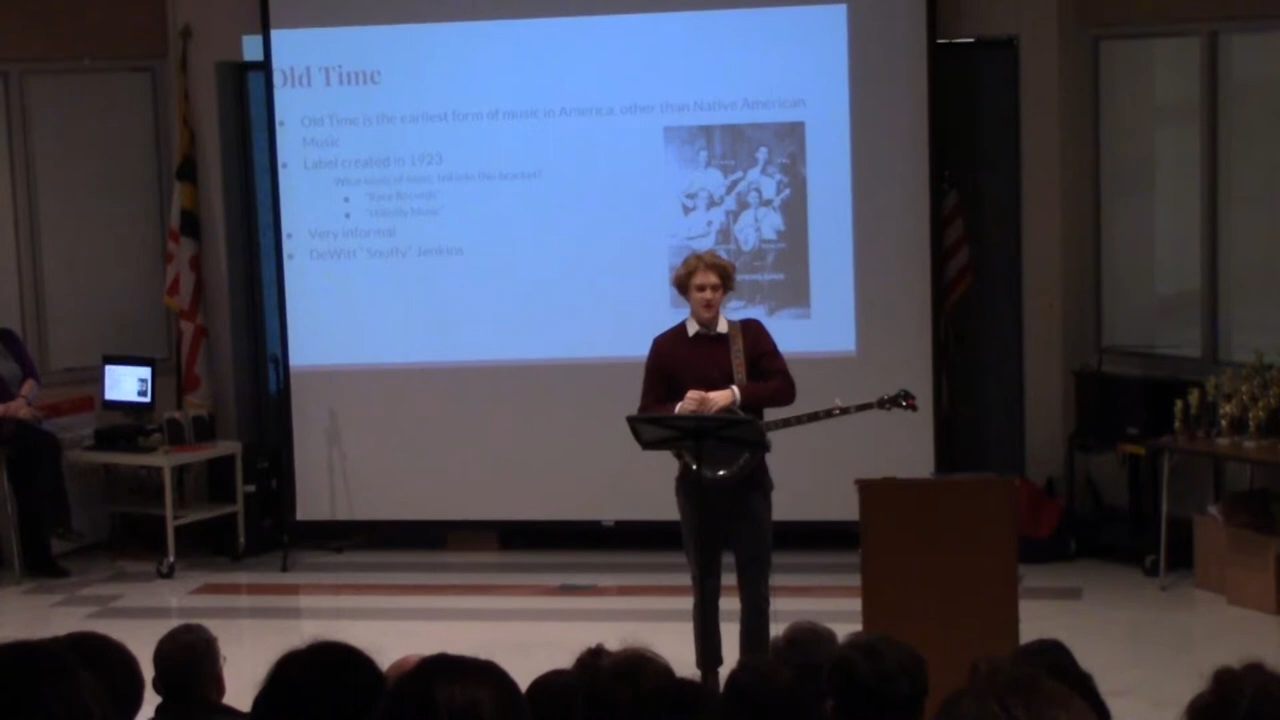 Old Time
Old Time is the earliest form of music in America, other than Native American
Music
Label created in 1923
What kinds of music fell into this bracket?
"Race Records"
"Hillbilly Music"
Very informal
DeWitt "Snuffy" Jenkins